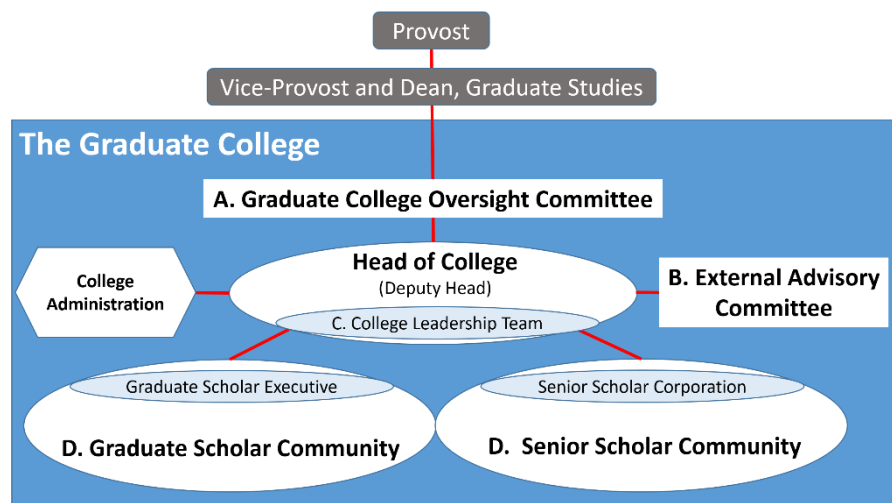 Provost
Vice-Provost and Dean, Graduate Studies
The Graduate College
A. Graduate College Oversight Committee
Head of College
(Deputy Head)
C. College Leadership Team
College
Administration
B. External Advisory
Committee
Graduate Scholar Executive
D. Graduate Scholar Community
Senior Scholar Corporation
D. Senior Scholar Community